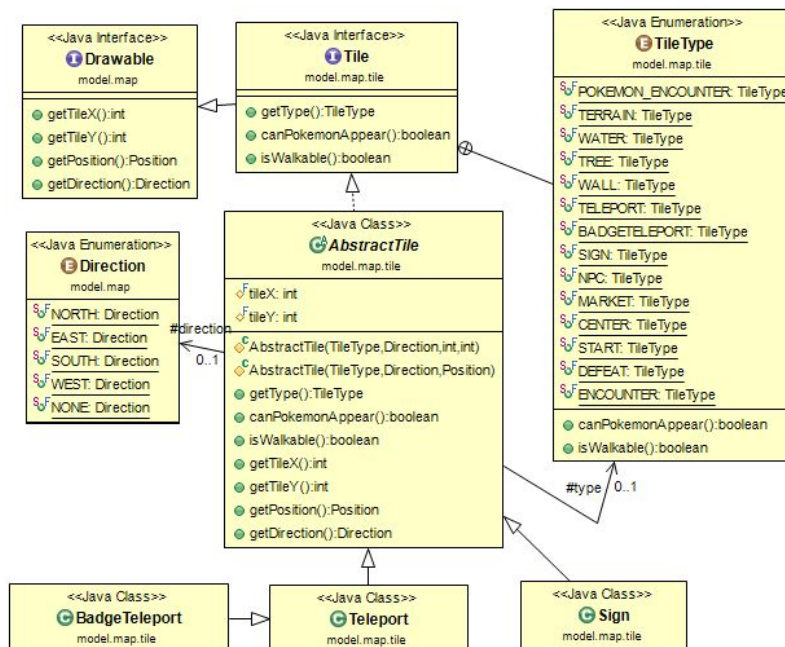 <<Java Interface>>
Drawable
model.map
getTileX():int
getTileY():int
getPosition():Position
getDirection():Direction
<<Java Interface>>
Tile
model.map.tile
getType():TileType
canPokemonAppear():boolean
isWalkable():boolean
<<Java Enumeration>>
TileType
model.map.tile
POKEMON_ENCOUNTER: TileType
TERRAIN: TileType
WATER: TileType
TREE: TileType
WALL: TileType
TELEPORT: TileType
BADGETELEPORT: TileType
SIGN: TileType
NPC: TileType
MARKET: TileType
CENTER: TileType
START: TileType
DEFEAT: TileType
ENCOUNTER: TileType
canPokemonAppear():boolean
isWalkable():boolean
<<Java Enumeration>>
Direction
model.map
NORTH: Direction
EAST: Direction
SOUTH: Direction
WEST: Direction
NONE: Direction
#direction
0..1
<<Java Class>>
AbstractTile
model.map.tile
tileX: int
tileY: int
AbstractTile(TileType,Direction,int,int)
AbstractTile(TileType,Direction,Position)
getType():TileType
canPokemonAppear():boolean
isWalkable():boolean
getTileX():int
getTileY():int
getPosition():Position
getDirection():Direction
#type
0..1
<<Java Class>>
BadgeTeleport
model.map.tile
<<Java Class>>
Teleport
model.map.tile
<<Java Class>>
Sign
model.map.tile